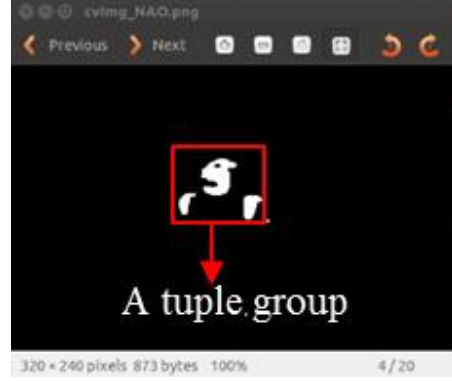 cvImg_NAO.png
Previous Next
A tuple group
320 × 240 pixels 873 bytes 100% 4 / 20